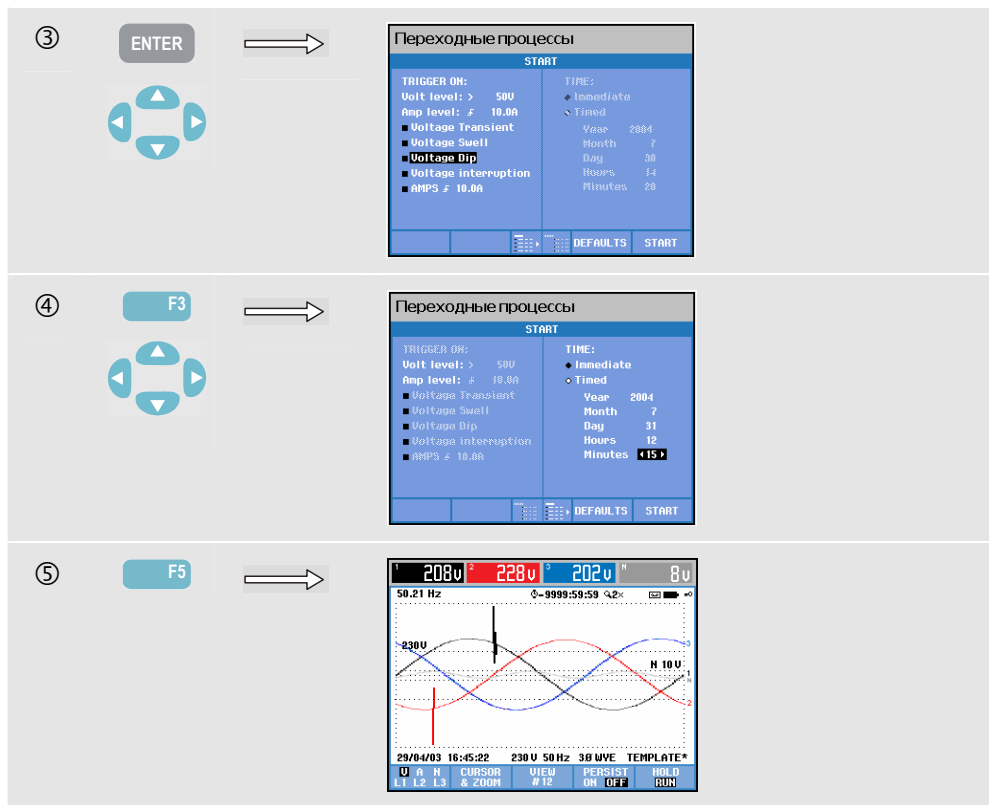 ③
ENTER
Переходные процессы
START
TRIGGER ON:
Volt level: > 50V
Amp level: 10.0A
Voltage Transient
Voltage Swell
Voltage Dip
Voltage interruption
AMPS 10.0A
TIME:
Immediate
Timed
Year 2004
Month 7
Day 30
Hours 14
Minutes 20
DEFAULTS START
④
F3
Переходные процессы
START
TRIGGER ON:
Volt level: > 50V
Amp level: 10.0A
Voltage Transient
Voltage Swell
Voltage Dip
Voltage interruption
AMPS 10.0A
TIME:
Immediate
Timed
Year 2004
Month 7
Day 31
Hours 12
Minutes 15
DEFAULTS START
⑤
F5
1 208V 2 228V 3 202V N 8V
50.21 Hz -9999:59:59 2×
230V
3
N 10V
1
N
2
29/04/03 16:45:22 230V 50Hz 3Ø WYE TEMPLATE*
V A N CURSOR VIEW PERSIST HOLD
L1 L2 L3 & ZOOM #12 ON OFF RUN